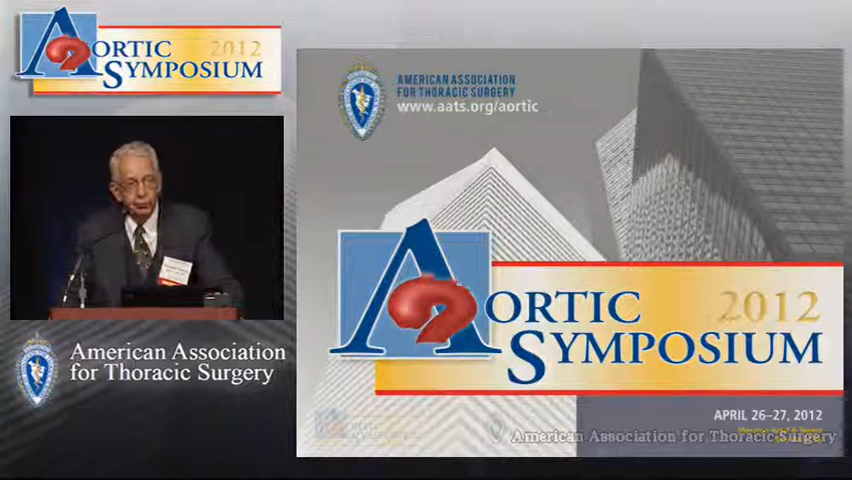 AORTIC 2012
SYMPOSIUM
AMERICAN ASSOCIATION
FOR THORACIC SURGERY
www.aats.org/aortic
AORTIC 2012
SYMPOSIUM
American Association
for Thoracic Surgery
APRIL 26–27, 2012
American Association for Thoracic Surgery